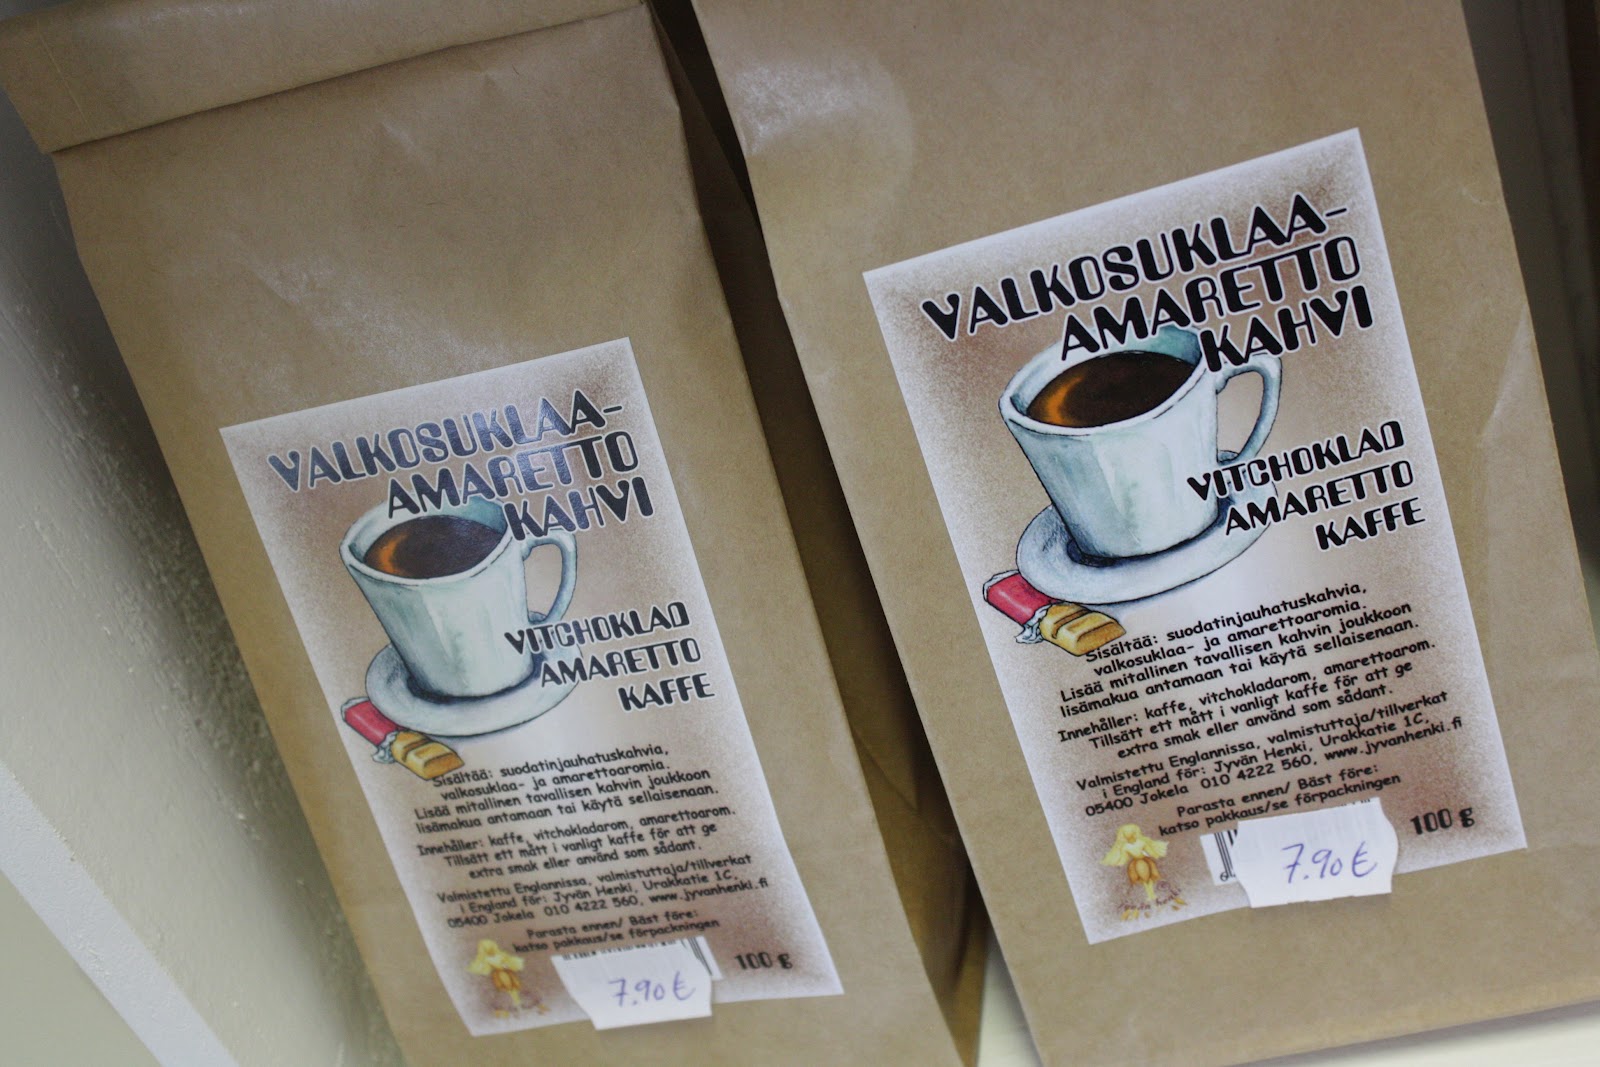 VALKOSUKLAA-
AMARETTO
KAHVI
VITCHOKLAD
AMARETTO
KAFFE
Sisältää: suodatinjauhatuskahvia,
valkosuklaa- ja amarettoaromia.
Lisää mitallinen tavallisen kahvin joukkoon
lisämakua antamaan tai käytä sellaisenaan.
Innehåller: kaffe, vitchokladarom, amarettoarom.
Tillsätt ett mått i vanligt kaffe för att ge
extra smak eller använd som sådant.
Valmistettu Englannissa, valmistuttaja/tillverkat
i England för: Jyvän Henki, Urakkatie 1C,
05400 Jokela 010 4222 560, www.jyvanhenki.fi
Parasta ennen/ Bäst före:
katso pakkaus/se förpackningen
100 g
7.90 €
VALKOSUKLAA-
AMARETTO
KAHVI
VITCHOKLAD
AMARETTO
KAFFE
Sisältää: suodatinjauhatuskahvia,
valkosuklaa- ja amarettoaromia.
Lisää mitallinen tavallisen kahvin joukkoon
lisämakua antamaan tai käytä sellaisenaan.
Innehåller: kaffe, vitchokladarom, amarettoarom.
Tillsätt ett mått i vanligt kaffe för att ge
extra smak eller använd som sådant.
Valmistettu Englannissa, valmistuttaja/tillverkat
i England för: Jyvän Henki, Urakkatie 1C,
05400 Jokela 010 4222 560, www.jyvanhenki.fi
Parasta ennen/ Bäst före:
katso pakkaus/se förpackningen
100 g
7.90 €